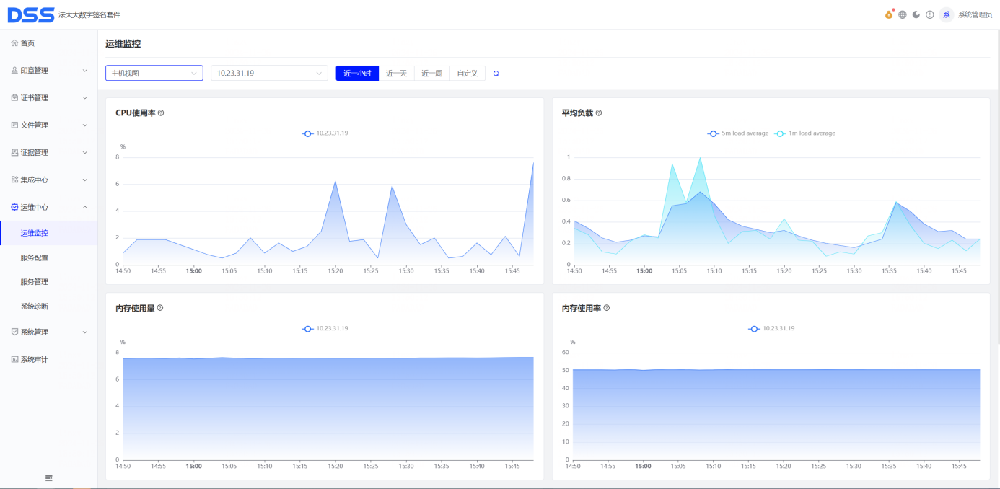 DSS 法大大数字签名套件 系 系统管理员
首页
印章管理
证书管理
文件管理
证据管理
集成中心
运维中心
运维监控
服务配置
服务管理
系统诊断
系统管理
系统审计
运维监控
主机视图 10.23.31.19 近一小时 近一天 近一周 自定义
CPU使用率
10.23.31.19
%
8
6
4
2
0
14:50 14:55 15:00 15:05 15:10 15:15 15:20 15:25 15:30 15:35 15:40 15:45
平均负载
5m load average 1m load average
1
0.8
0.6
0.4
0.2
0
14:50 14:55 15:00 15:05 15:10 15:15 15:20 15:25 15:30 15:35 15:40 15:45
内存使用量
10.23.31.19
%
8
6
4
2
0
14:50 14:55 15:00 15:05 15:10 15:15 15:20 15:25 15:30 15:35 15:40 15:45
内存使用率
10.23.31.19
%
60
50
40
30
20
10
0
14:50 14:55 15:00 15:05 15:10 15:15 15:20 15:25 15:30 15:35 15:40 15:45